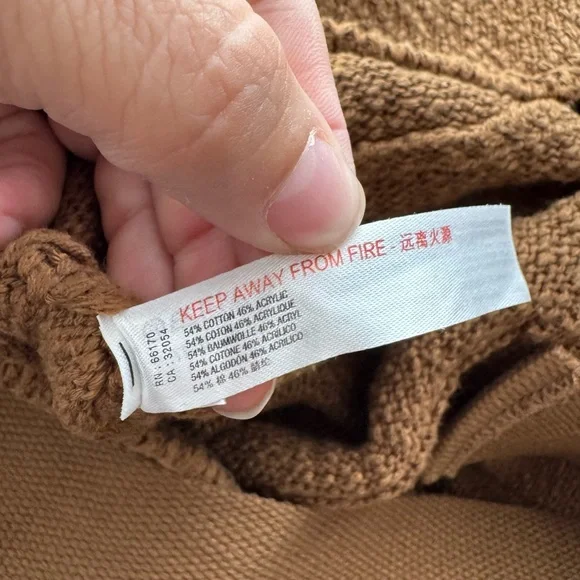 KEEP AWAY FROM FIRE - 远离火源
54% COTTON 46% ACRYLIC
54% COTON 46% ACRYLIQUE
54% BAUMWOLLE 46% ACRYL
54% COTONE 46% ACRILICO
54% ALGODÓN 46% ACRILICO
54% 棉 46% 腈纶
RN : 66170
CA : 32054